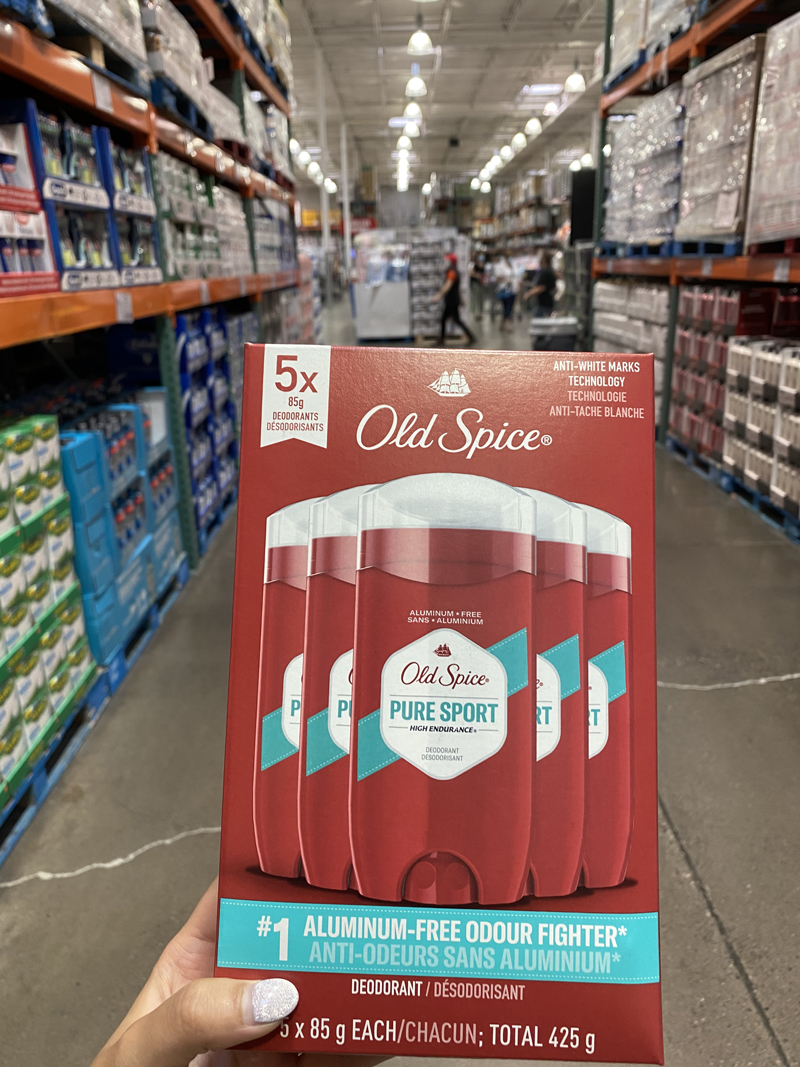 5x
85g
DEODORANTS
DÉSODORISANTS
ANTI-WHITE MARKS
TECHNOLOGY
TECHNOLOGIE
ANTI-TACHE BLANCHE
Old Spice®
ALUMINUM • FREE
SANS • ALUMINIUM
Old Spice®
PURE SPORT
HIGH ENDURANCE®
DEODORANT
DÉSODORISANT
#1 ALUMINUM-FREE ODOUR FIGHTER*
ANTI-ODEURS SANS ALUMINIUM*
DEODORANT / DÉSODORISANT
5 x 85 g EACH/CHACUN; TOTAL 425 g